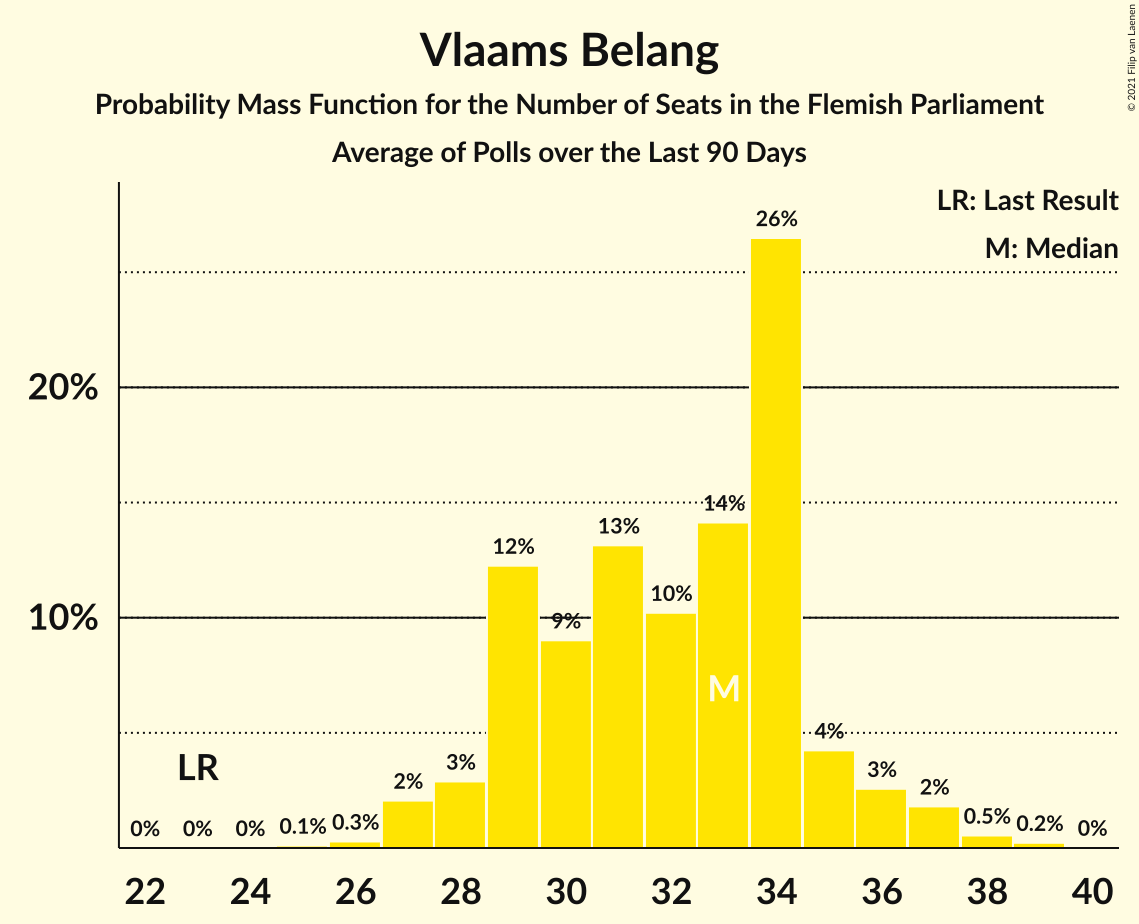 Vlaams Belang
Probability Mass Function for the Number of Seats in the Flemish Parliament
Average of Polls over the Last 90 Days
© 2021 Filip van Laenen
LR: Last Result
M: Median
26%
20%
14%
13%
12%
10%
10%
9%
M
4%
LR
3%
3%
2%
2%
0%
0%
0%
0.1%
0.3%
0.5%
0.2%
0%
22 24 26 28 30 32 34 36 38 40